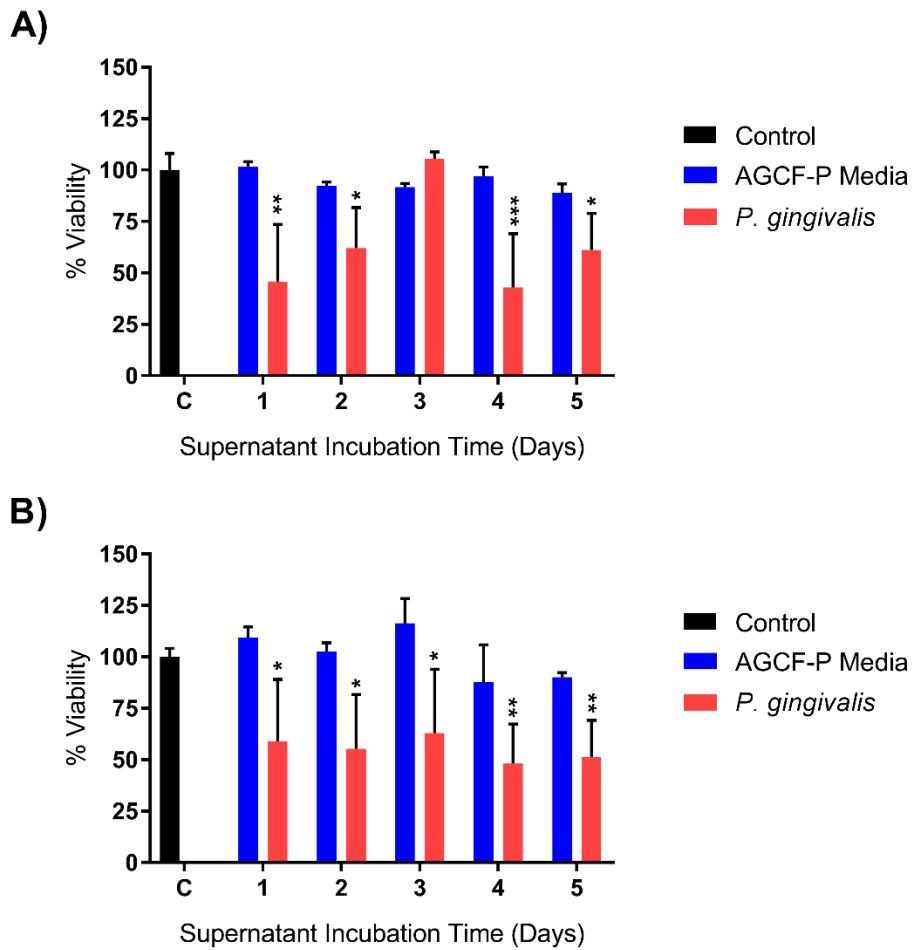 A)
150
125
100
75
50
25
0
% Viability
**
*
***
*
C 1 2 3 4 5
Supernatant Incubation Time (Days)
Control
AGCF-P Media
P. gingivalis
B)
150
125
100
75
50
25
0
% Viability
*
*
*
**
**
C 1 2 3 4 5
Supernatant Incubation Time (Days)
Control
AGCF-P Media
P. gingivalis